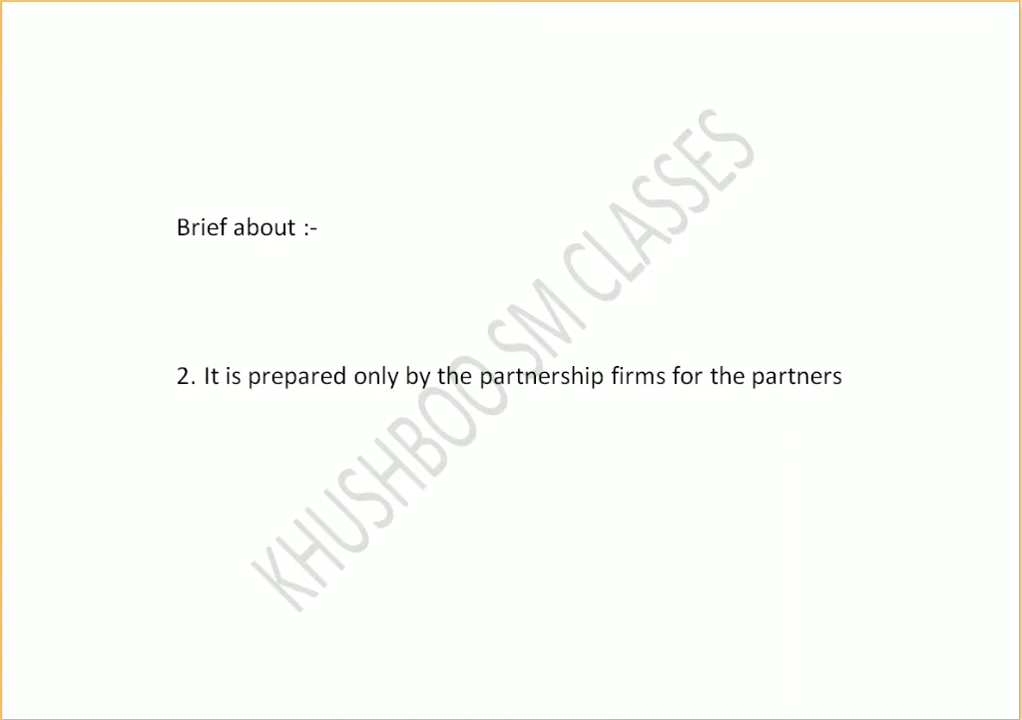 Brief about :-
2. It is prepared only by the partnership firms for the partners
KHUSHBOO SM CLASSES